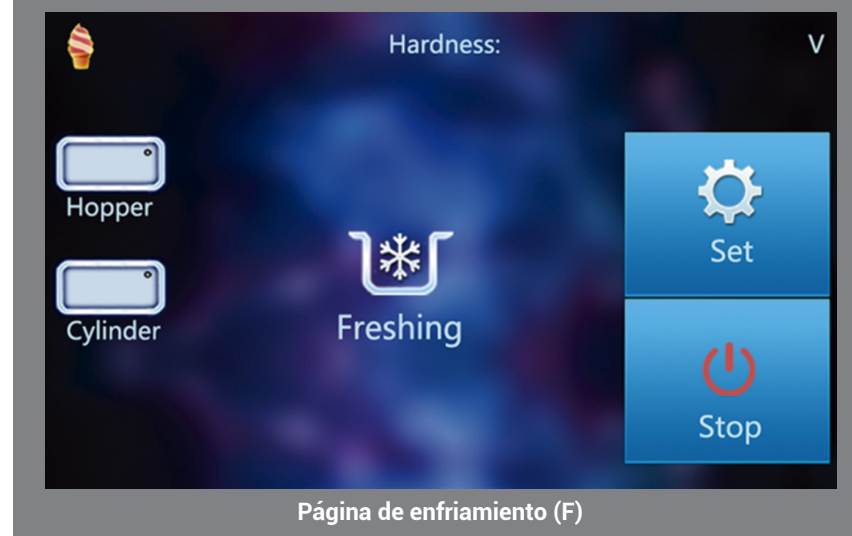 Hardness:
V
Hopper
Cylinder
Freshing
Set
Stop
Página de enfriamiento (F)